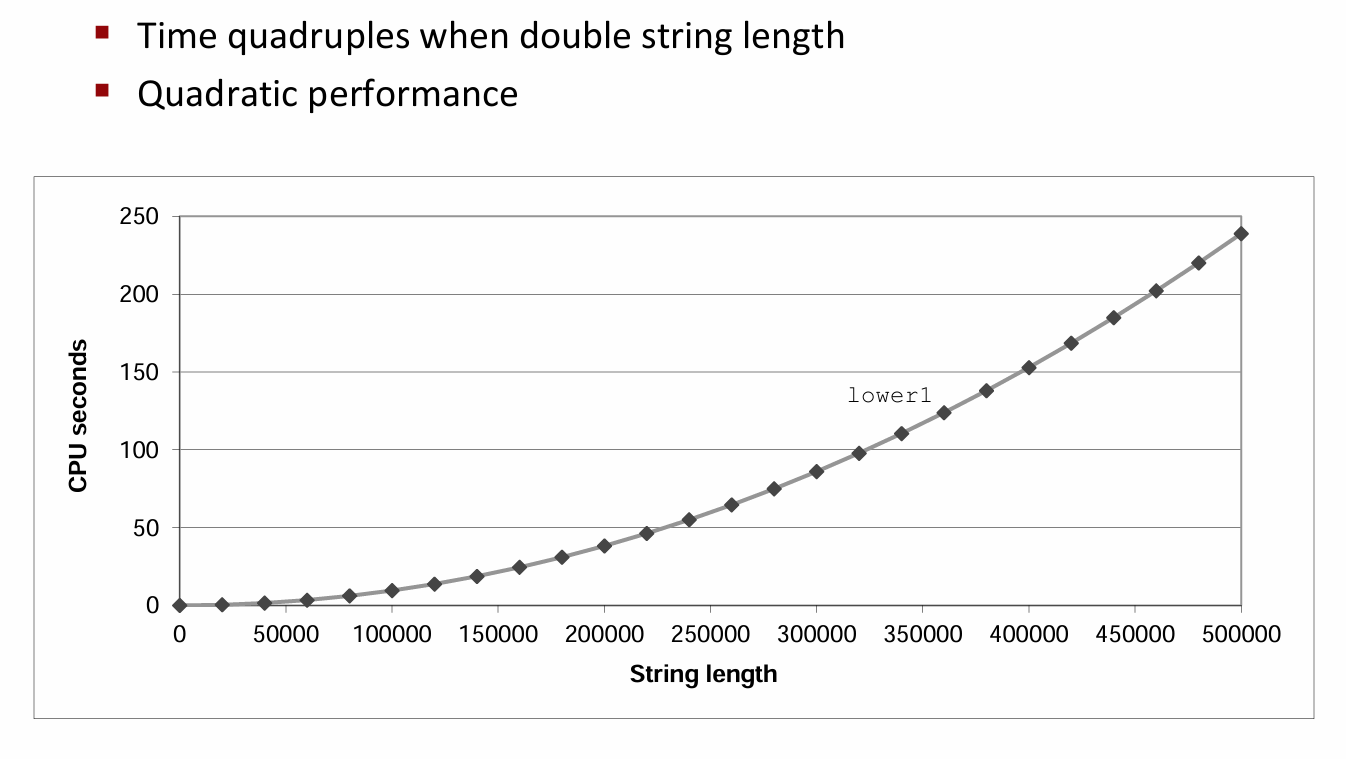 Time quadruples when double string length
Quadratic performance
250
200
150
100
50
0
CPU seconds
lower1
0 50000 100000 150000 200000 250000 300000 350000 400000 450000 500000
String length